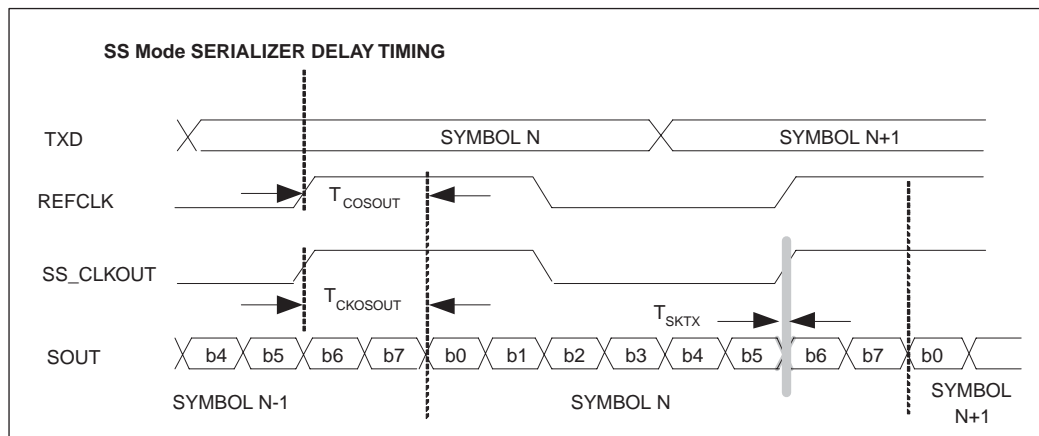 SS Mode SERIALIZER DELAY TIMING
TXD
SYMBOL N
SYMBOL N+1
REFCLK
TCOSOUT
SS_CLKOUT
TCKOSOUT
TSKTX
SOUT
b4 b5 b6 b7 b0 b1 b2 b3 b4 b5 b6 b7 b0
SYMBOL N-1
SYMBOL N
SYMBOL
N+1